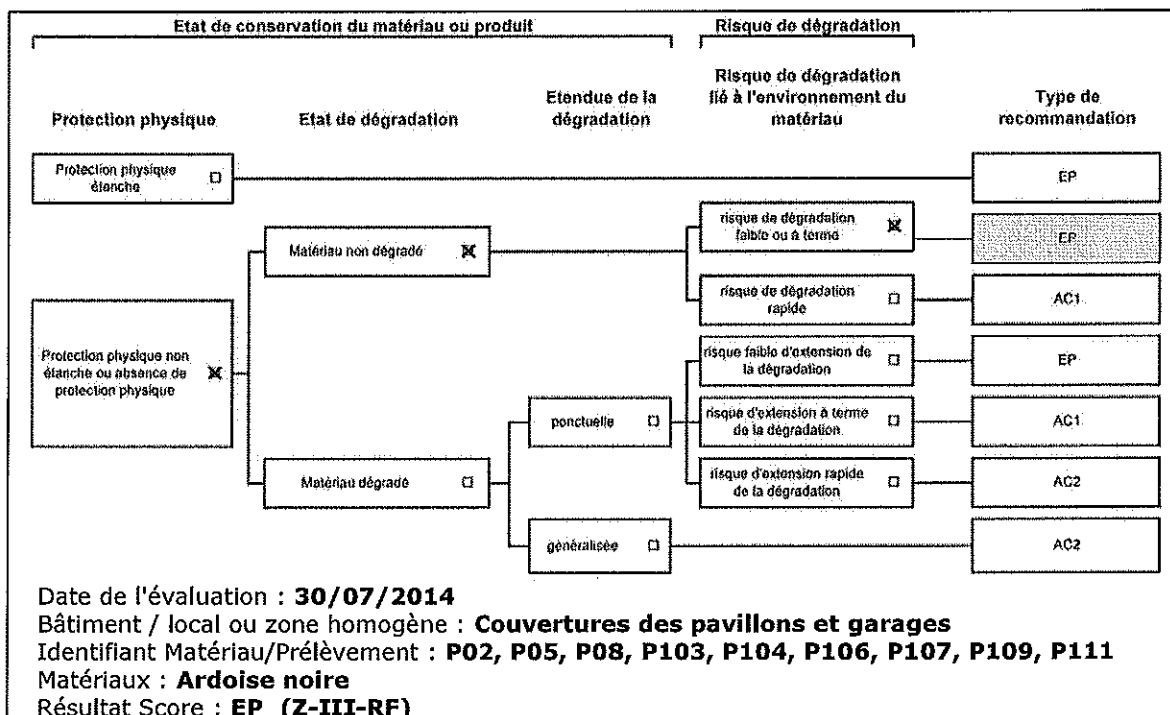 Etat de conservation du matériau ou produit
Risque de dégradation
Protection physique
Etat de dégradation
Etendue de la
dégradation
Risque de dégradation
lié à l'environnement du
matériau
Type de
recommandation
Protection physique
étanche
EP
Protection physique non
étanche ou absence de
protection physique
Matériau non dégradé
risque de dégradation
faible ou à terme
EP
risque de dégradation
rapide
AC1
Matériau dégradé
ponctuelle
risque faible d'extension de
la dégradation
EP
risque d'extension à terme
de la dégradation
AC1
risque d'extension rapide
de la dégradation
AC2
généralisée
AC2
Date de l'évaluation : 30/07/2014
Bâtiment / local ou zone homogène : Couvertures des pavillons et garages
Identifiant Matériau/Prélèvement : P02, P05, P08, P103, P104, P106, P107, P109, P111
Matériaux : Ardoise noire
Résultat Score : EP (Z-III-RF)